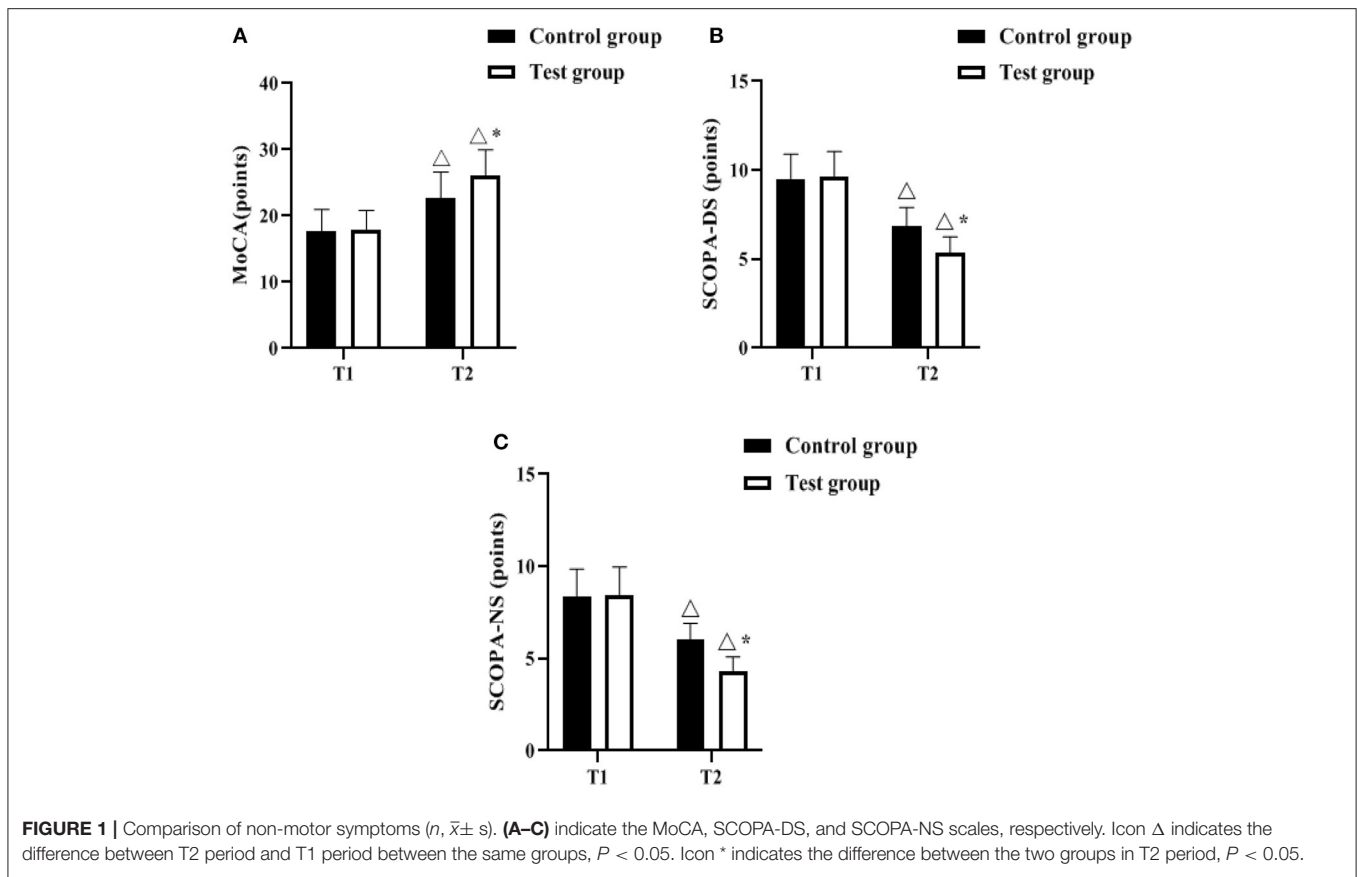 A
Control group
Test group
MoCA(points)
40
30
20
10
0
△
△ *
T1
T2
B
Control group
Test group
SCOPA-DS (points)
15
10
5
0
△
△ *
T1
T2
C
Control group
Test group
SCOPA-NS (points)
15
10
5
0
△
△ *
T1
T2
FIGURE 1 | Comparison of non-motor symptoms (n, x̄± s). (A–C) indicate the MoCA, SCOPA-DS, and SCOPA-NS scales, respectively. Icon Δ indicates the
difference between T2 period and T1 period between the same groups, P < 0.05. Icon * indicates the difference between the two groups in T2 period, P < 0.05.